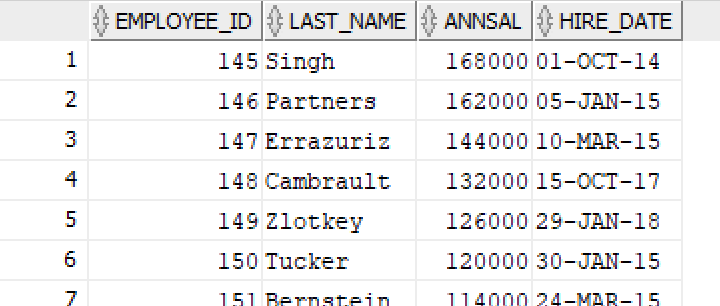 EMPLOYEE_ID LAST_NAME ANNSAL HIRE_DATE
1 145 Singh 168000 01-OCT-14
2 146 Partners 162000 05-JAN-15
3 147 Errazuriz 144000 10-MAR-15
4 148 Cambrault 132000 15-OCT-17
5 149 Zlotkey 126000 29-JAN-18
6 150 Tucker 120000 30-JAN-15
7 151 Bernstein 114000 24-MAR-15